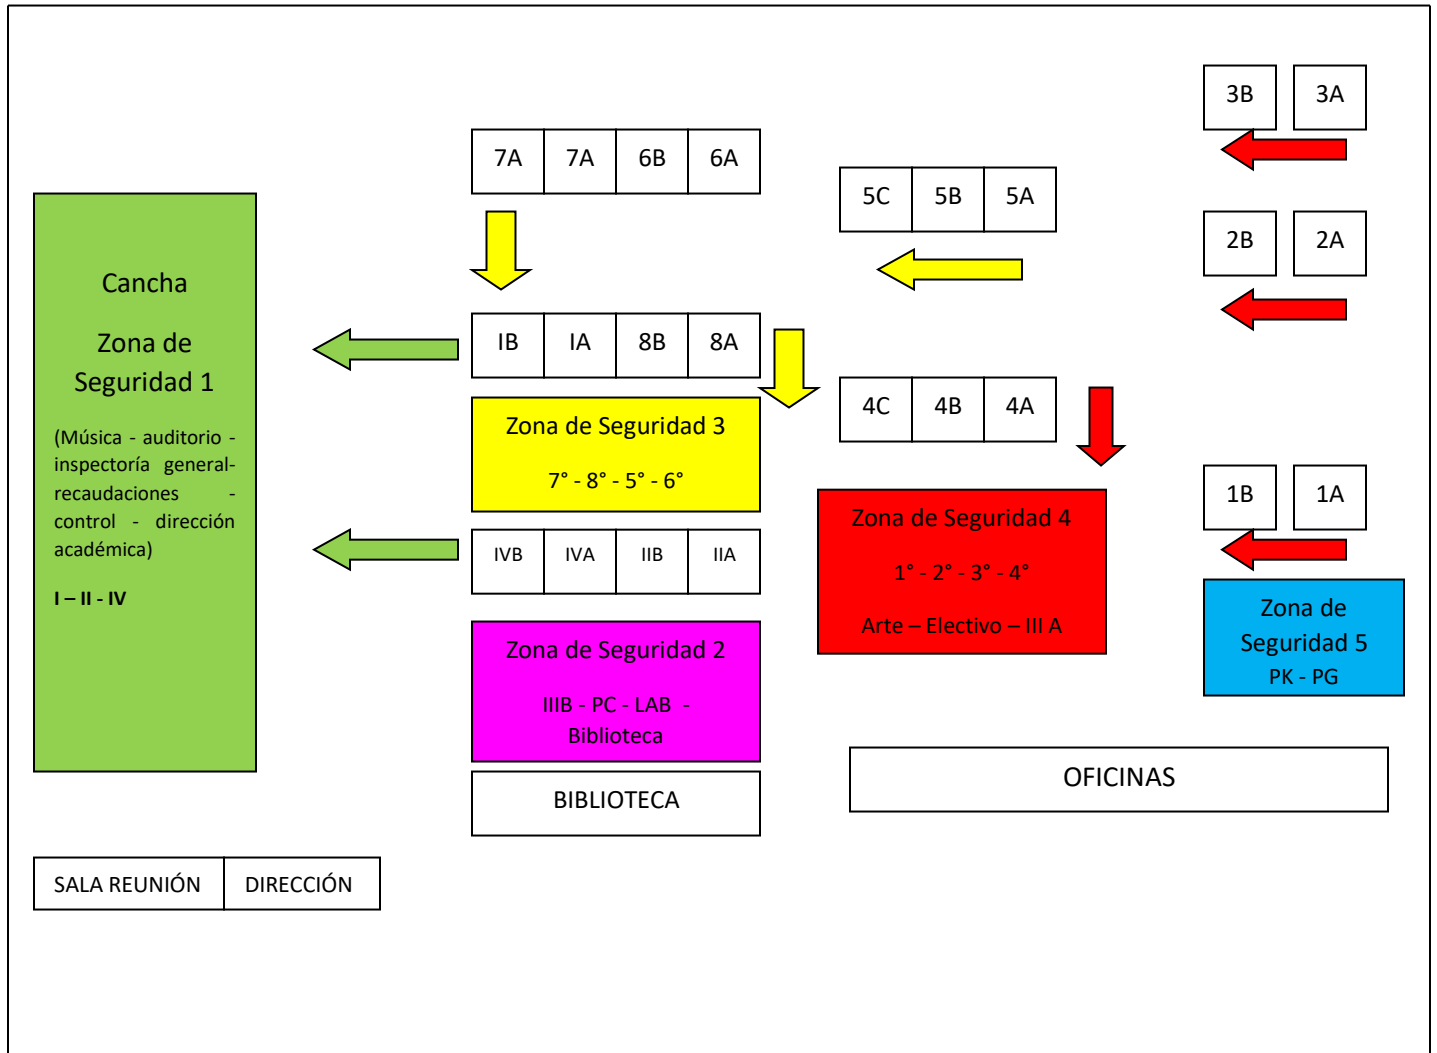 3B 3A
7A 7A 6B 6A
5C 5B 5A
2B 2A
Cancha
Zona de
Seguridad 1
(Música - auditorio -
inspectoría general-
recaudaciones -
control - dirección
académica)
I – II - IV
IB IA 8B 8A
4C 4B 4A
Zona de Seguridad 3
7° - 8° - 5° - 6°
1B 1A
Zona de Seguridad 4
1° - 2° - 3° - 4°
Arte – Electivo – III A
IVB IVA IIB IIA
Zona de
Seguridad 5
PK - PG
Zona de Seguridad 2
IIIB - PC - LAB -
Biblioteca
OFICINAS
BIBLIOTECA
SALA REUNIÓN DIRECCIÓN